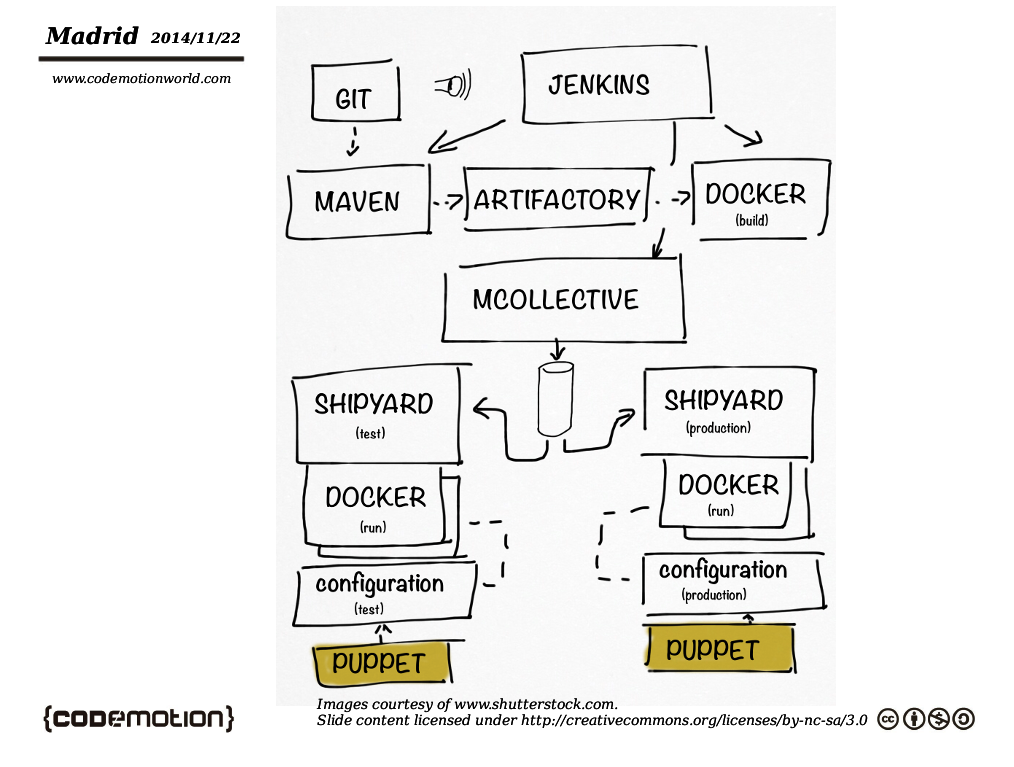 Madrid 2014/11/22
www.codemotionworld.com
GIT
JENKINS
MAVEN
ARTIFACTORY
DOCKER
(build)
MCOLLECTIVE
SHIPYARD
(test)
SHIPYARD
(production)
DOCKER
(run)
DOCKER
(run)
configuration
(test)
configuration
(production)
PUPPET
PUPPET
{CODEMOTION}
Images courtesy of www.shutterstock.com.
Slide content licensed under http://creativecommons.org/licenses/by-nc-sa/3.0
cc